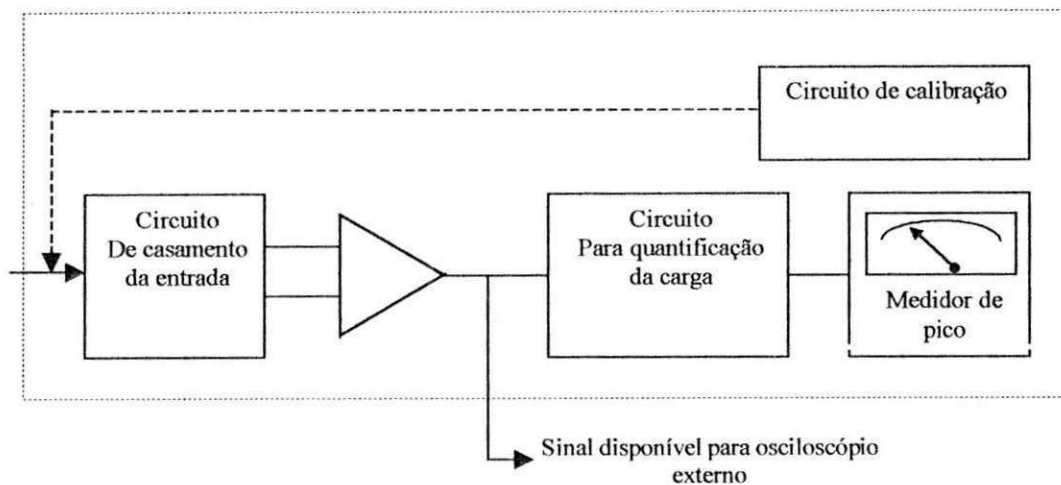 Circuito de calibração
Circuito
De casamento
da entrada
Circuito
Para quantificação
da carga
Medidor de
pico
Sinal disponível para osciloscópio
externo